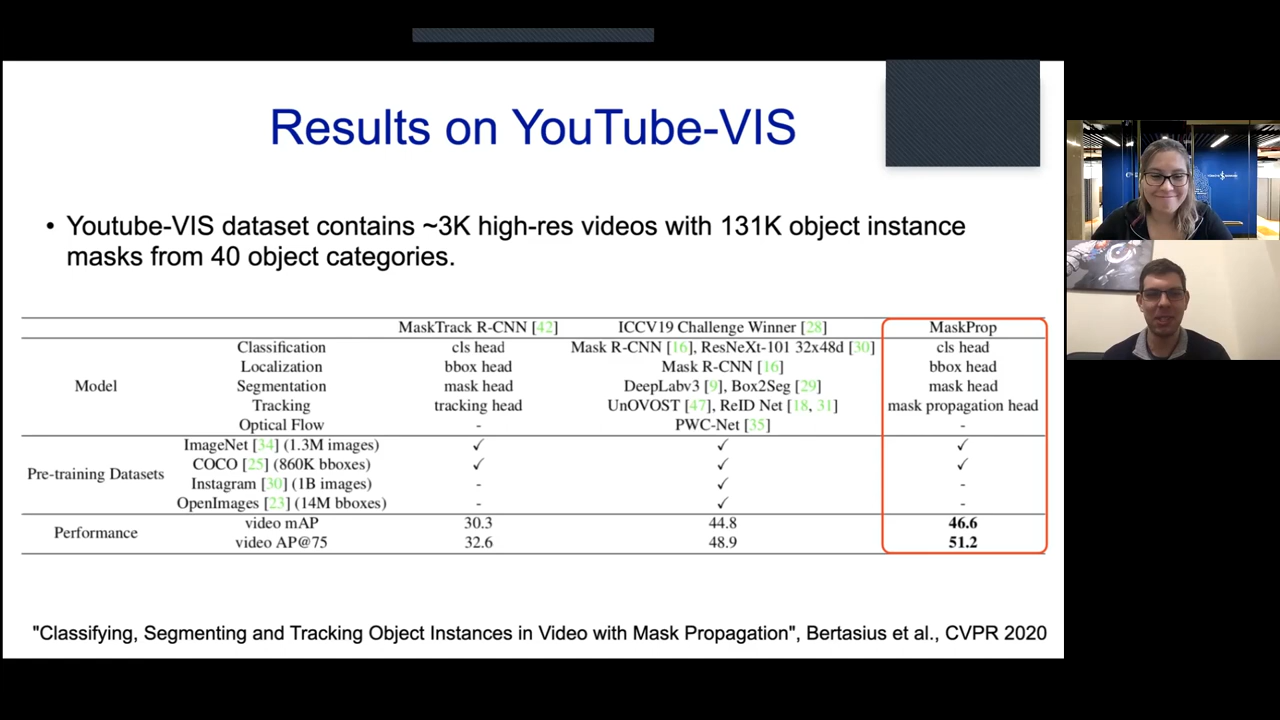 Results on YouTube-VIS
• Youtube-VIS dataset contains ~3K high-res videos with 131K object instance
masks from 40 object categories.
MaskTrack R-CNN [42] ICCV19 Challenge Winner [28] MaskProp
Classification cls head Mask R-CNN [16], ResNeXt-101 32x48d [30] cls head
Localization bbox head Mask R-CNN [16] bbox head
Model Segmentation mask head DeepLabv3 [9], Box2Seg [29] mask head
Tracking tracking head UnOVOST [47], ReID Net [18, 31] mask propagation head
Optical Flow - PWC-Net [35] -
ImageNet [34] (1.3M images) ✓ ✓ ✓
Pre-training Datasets COCO [25] (860K bboxes) ✓ ✓ ✓
Instagram [30] (1B images) - ✓ -
OpenImages [23] (14M bboxes) - ✓ -
Performance video mAP 30.3 44.8 46.6
video AP@75 32.6 48.9 51.2
"Classifying, Segmenting and Tracking Object Instances in Video with Mask Propagation", Bertasius et al., CVPR 2020